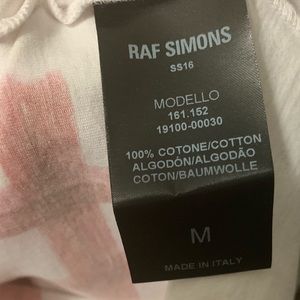 RAF SIMONS
SS16
MODELLO
161.152
19100-00030
100% COTONE/COTTON
ALGODÓN/ALGODÃO
COTON/BAUMWOLLE
M
MADE IN ITALY